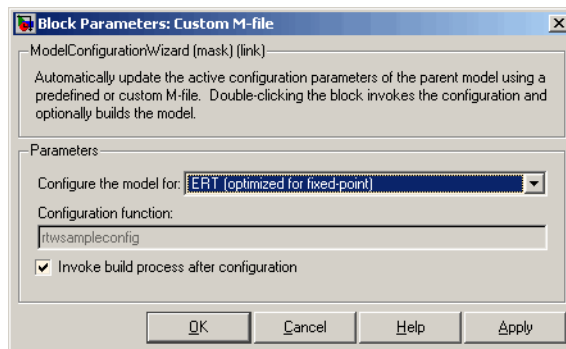 Block Parameters: Custom M-file
ModelConfigurationWizard (mask) (link)
Automatically update the active configuration parameters of the parent model using a
predefined or custom M-file. Double-clicking the block invokes the configuration and
optionally builds the model.
Parameters
Configure the model for: ERT (optimized for fixed-point)
Configuration function:
rtwsampleconfig
Invoke build process after configuration
OK Cancel Help Apply